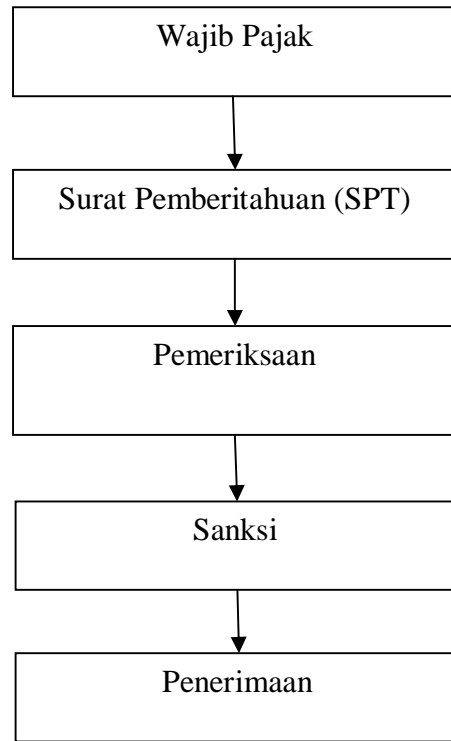 Wajib Pajak
Surat Pemberitahuan (SPT)
Pemeriksaan
Sanksi
Penerimaan